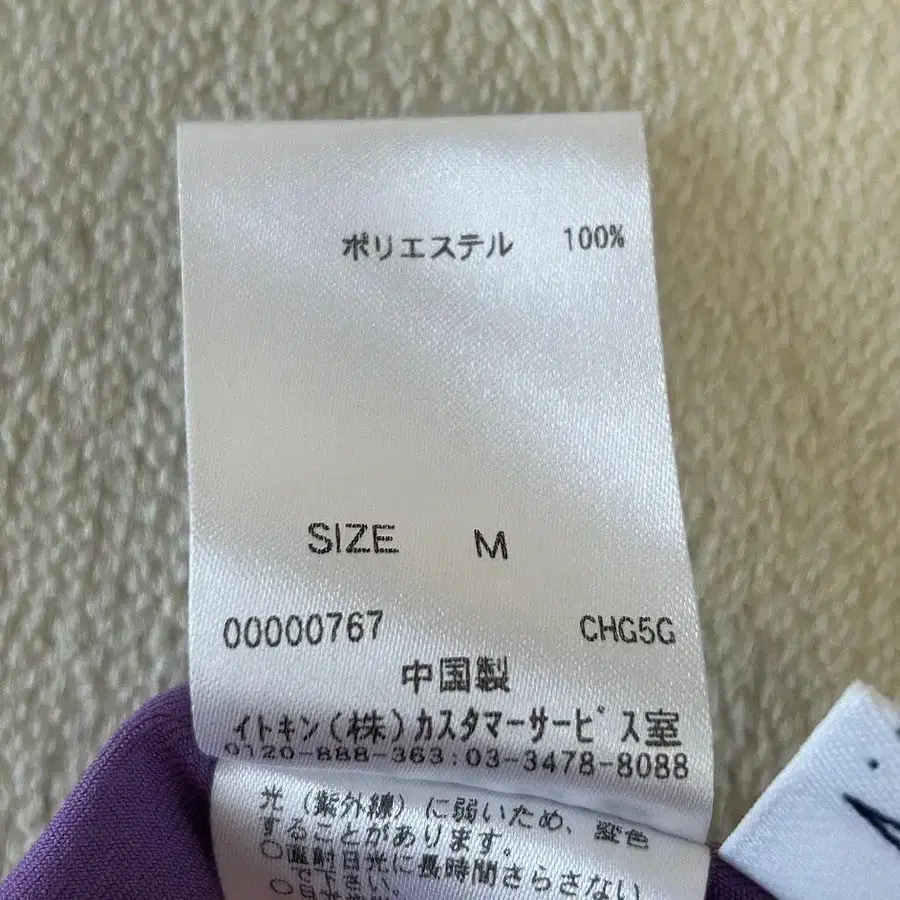 ポリエステル 100%
SIZE M
00000767 CHG5G
中国製
イトキン(株)カスタマーサービス室
0120-888-363:03-3478-8088
光(紫外線)に弱いため、変色
することがあります。
○直射日光に長時間さらさない